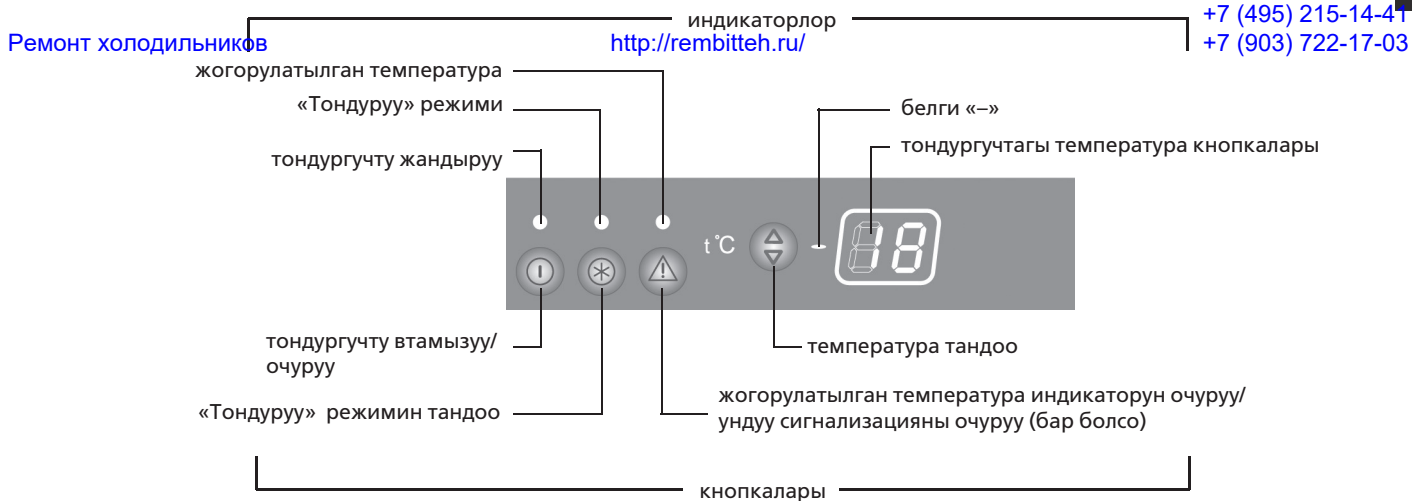 индикаторлор
+7 (495) 215-14-41
Ремонт холодильников
http://rembitteh.ru/
+7 (903) 722-17-03
жогорулатылган температура
«Тондуруу» режими
белги «–»
тондургучту жандыруу
тондургучтагы температура кнопкалары
t °C
18
тондургучту втамызуу/
очуруу
температура тандоо
«Тондуруу» режимин тандоо
жогорулатылган температура индикаторун очуруу/
ундуу сигнализацияны очуруу (бар болсо)
кнопкалары